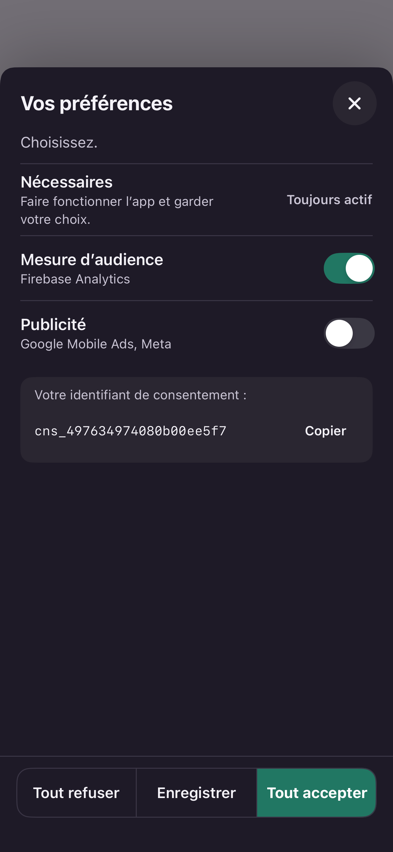 Vos préférences
Choisissez.
Nécessaires
Faire fonctionner l’app et garder
votre choix.
Toujours actif
Mesure d’audience
Firebase Analytics
Publicité
Google Mobile Ads, Meta
Votre identifiant de consentement :
cns_497634974080b00ee5f7
Copier
Tout refuser
Enregistrer
Tout accepter